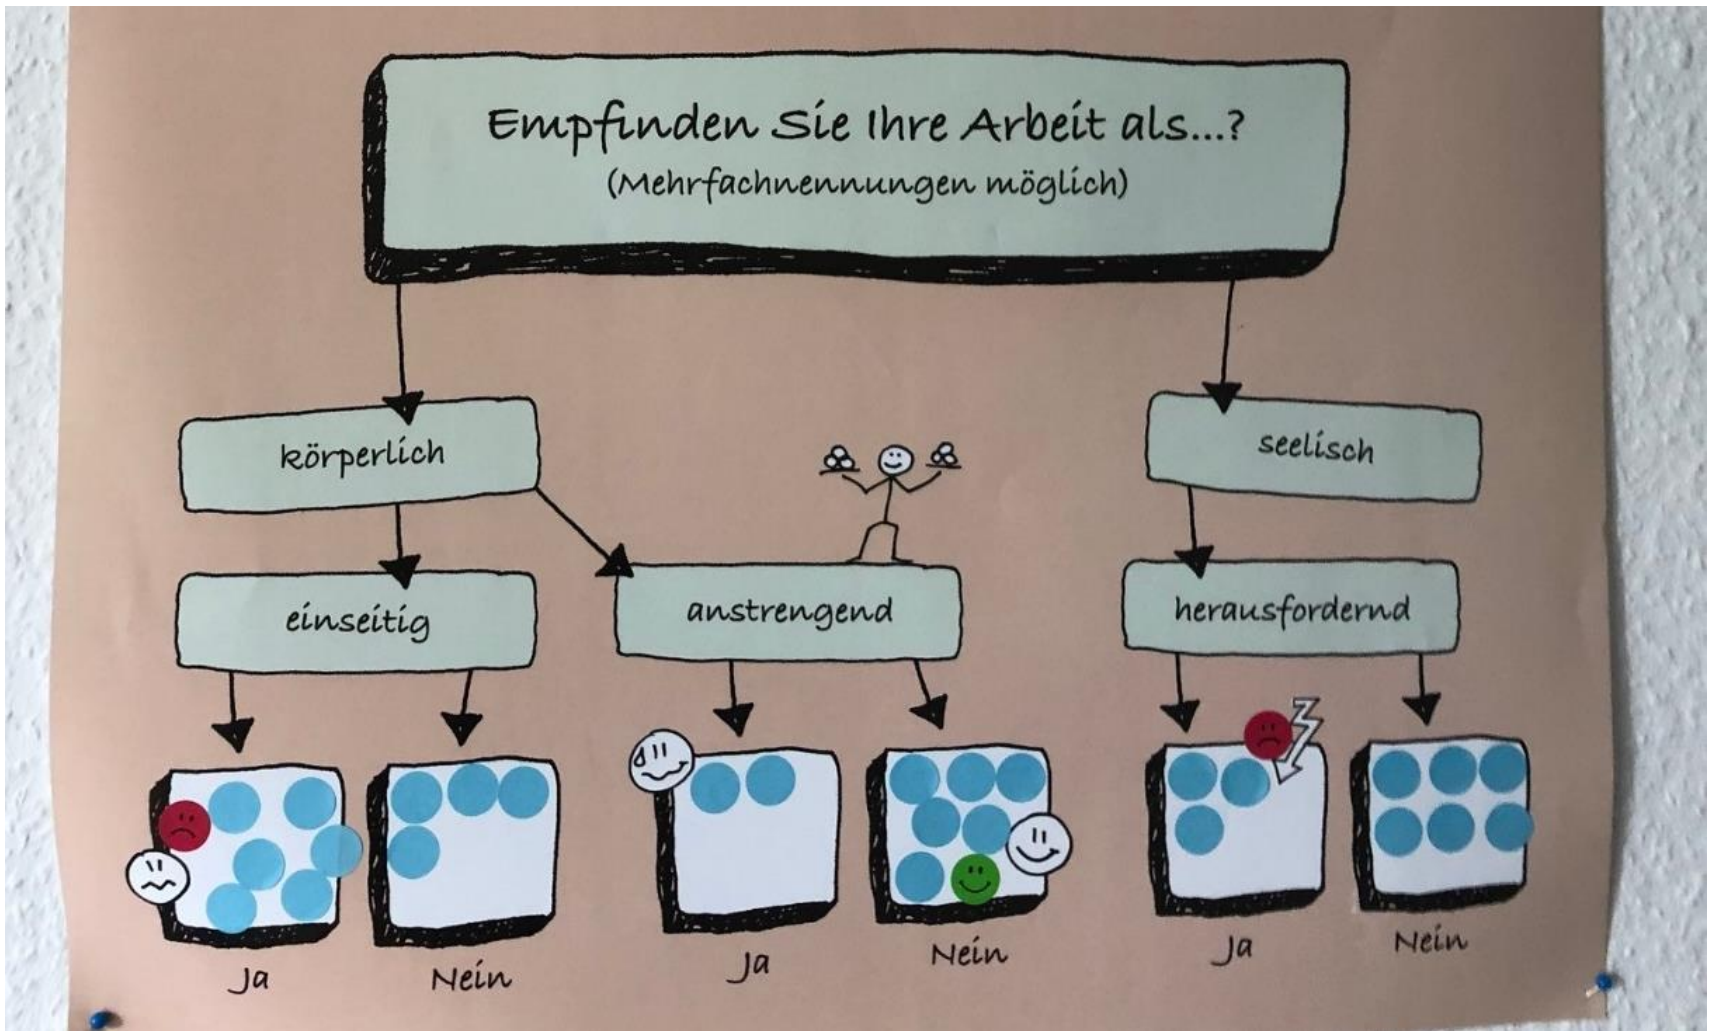 Empfinden Sie Ihre Arbeit als...?
(Mehrfachnennungen möglich)
körperlich
seelisch
einseitig
anstrengend
herausfordernd
Ja
Nein
Ja
Nein
Ja
Nein